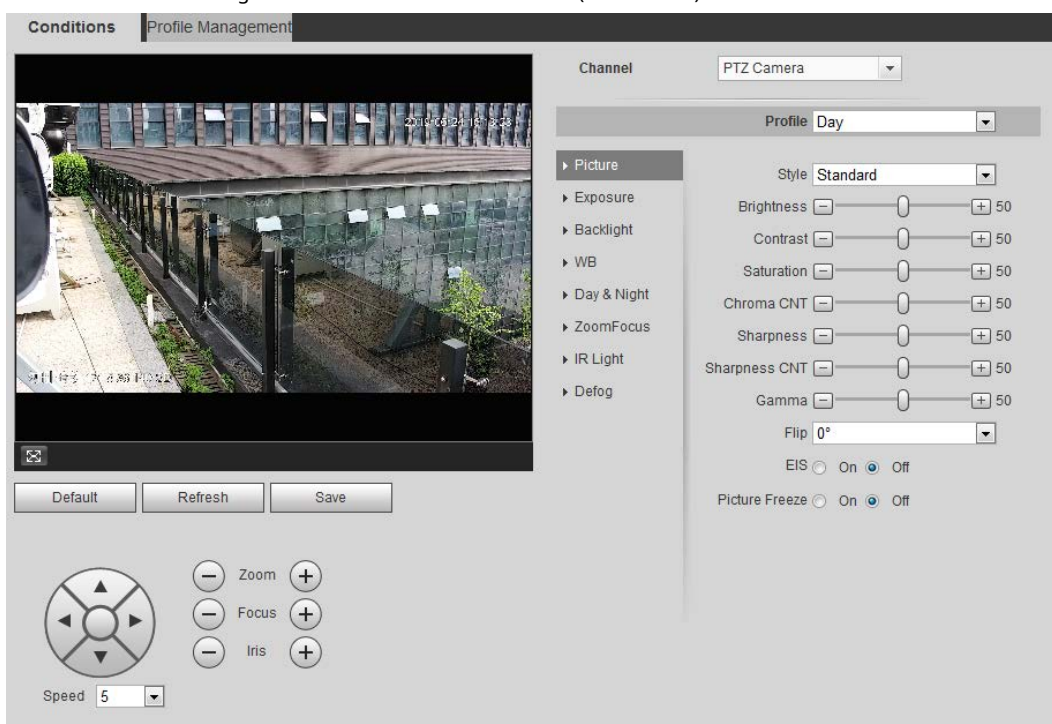 Conditions
Profile Management
Channel
PTZ Camera
Profile Day
Picture
Exposure
Backlight
WB
Day & Night
ZoomFocus
IR Light
Defog
Style Standard
Brightness 50
Contrast 50
Saturation 50
Chroma CNT 50
Sharpness 50
Sharpness CNT 50
Gamma 50
Flip 0°
EIS On Off
Picture Freeze On Off
Default
Refresh
Save
Zoom
Focus
Iris
Speed 5